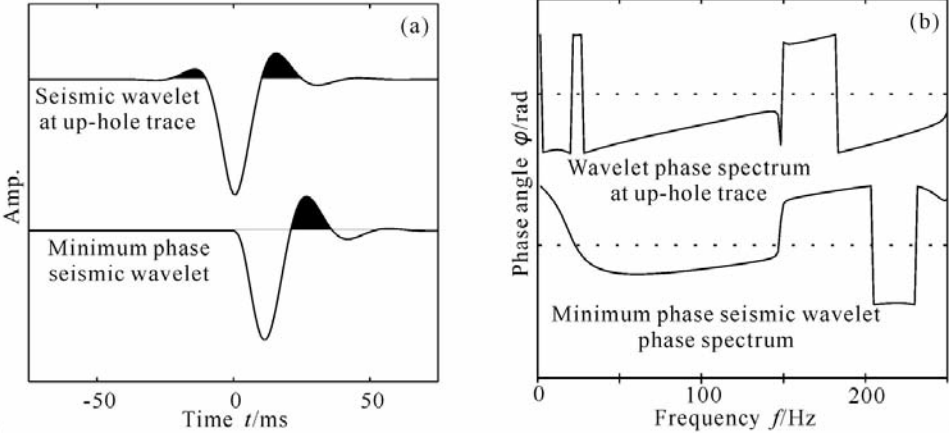 (a)
Seismic wavelet
at up-hole trace
Minimum phase
seismic wavelet
Amp.
-50 0 50
Time t/ms
(b)
Wavelet phase spectrum
at up-hole trace
Minimum phase seismic wavelet
phase spectrum
Phase angle φ/rad
0 100 200
Frequency f/Hz